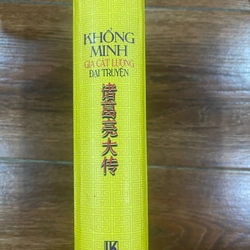 KHỔNG
MINH
GIA CÁT LƯỢNG
ĐẠI TRUYỆN
诸葛亮大传